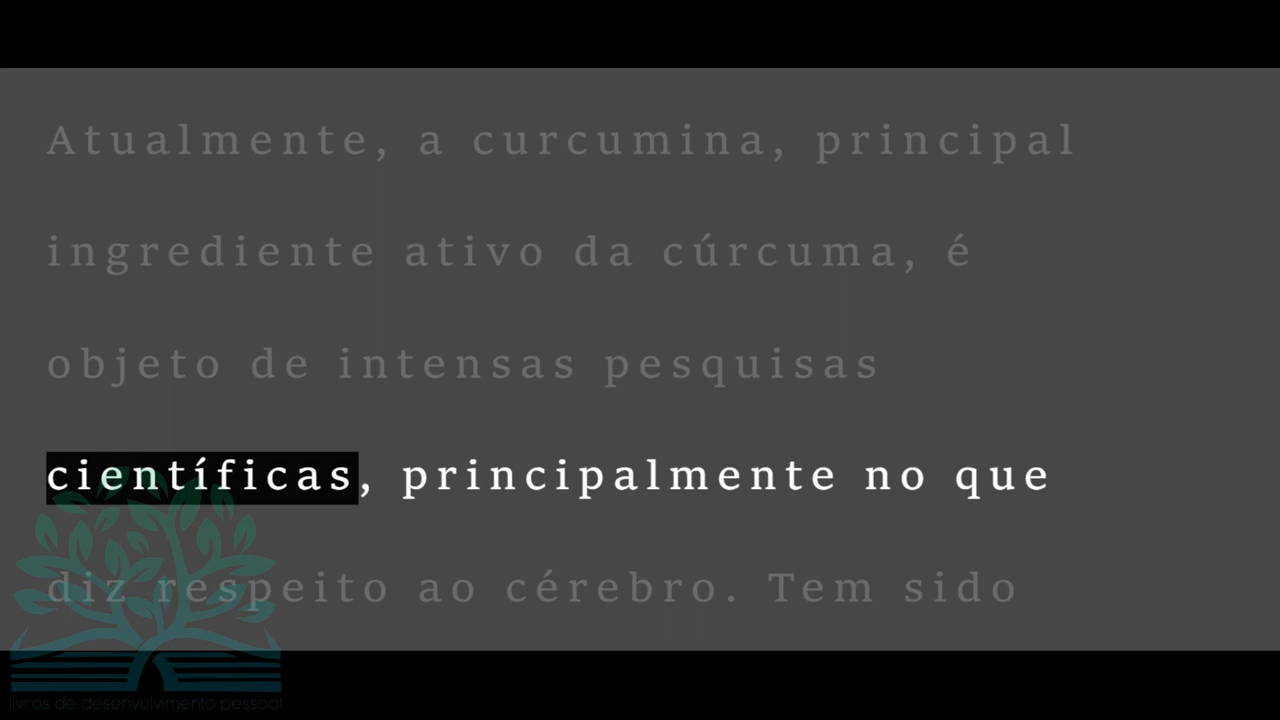 Atualmente, a curcumina, principal
ingrediente ativo da cúrcuma, é
objeto de intensas pesquisas
científicas, principalmente no que
diz respeito ao cérebro. Tem sido
livros de desenvolvimento pessoal